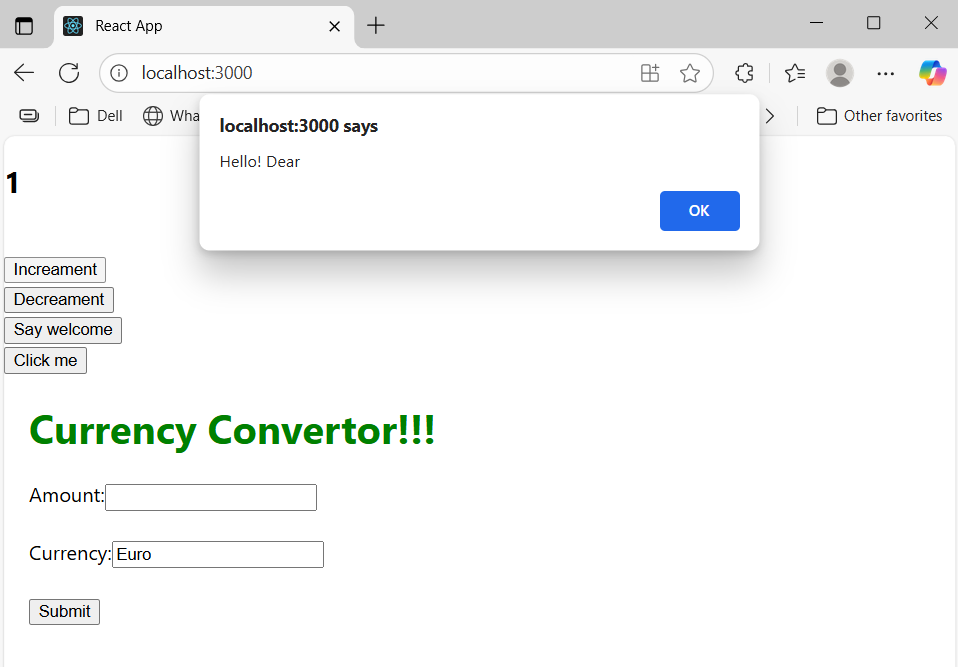 React App
localhost:3000
Dell
Wha
Other favorites
localhost:3000 says
Hello! Dear
OK
1
Increament
Decreament
Say welcome
Click me
Currency Convertor!!!
Amount:
Currency: Euro
Submit